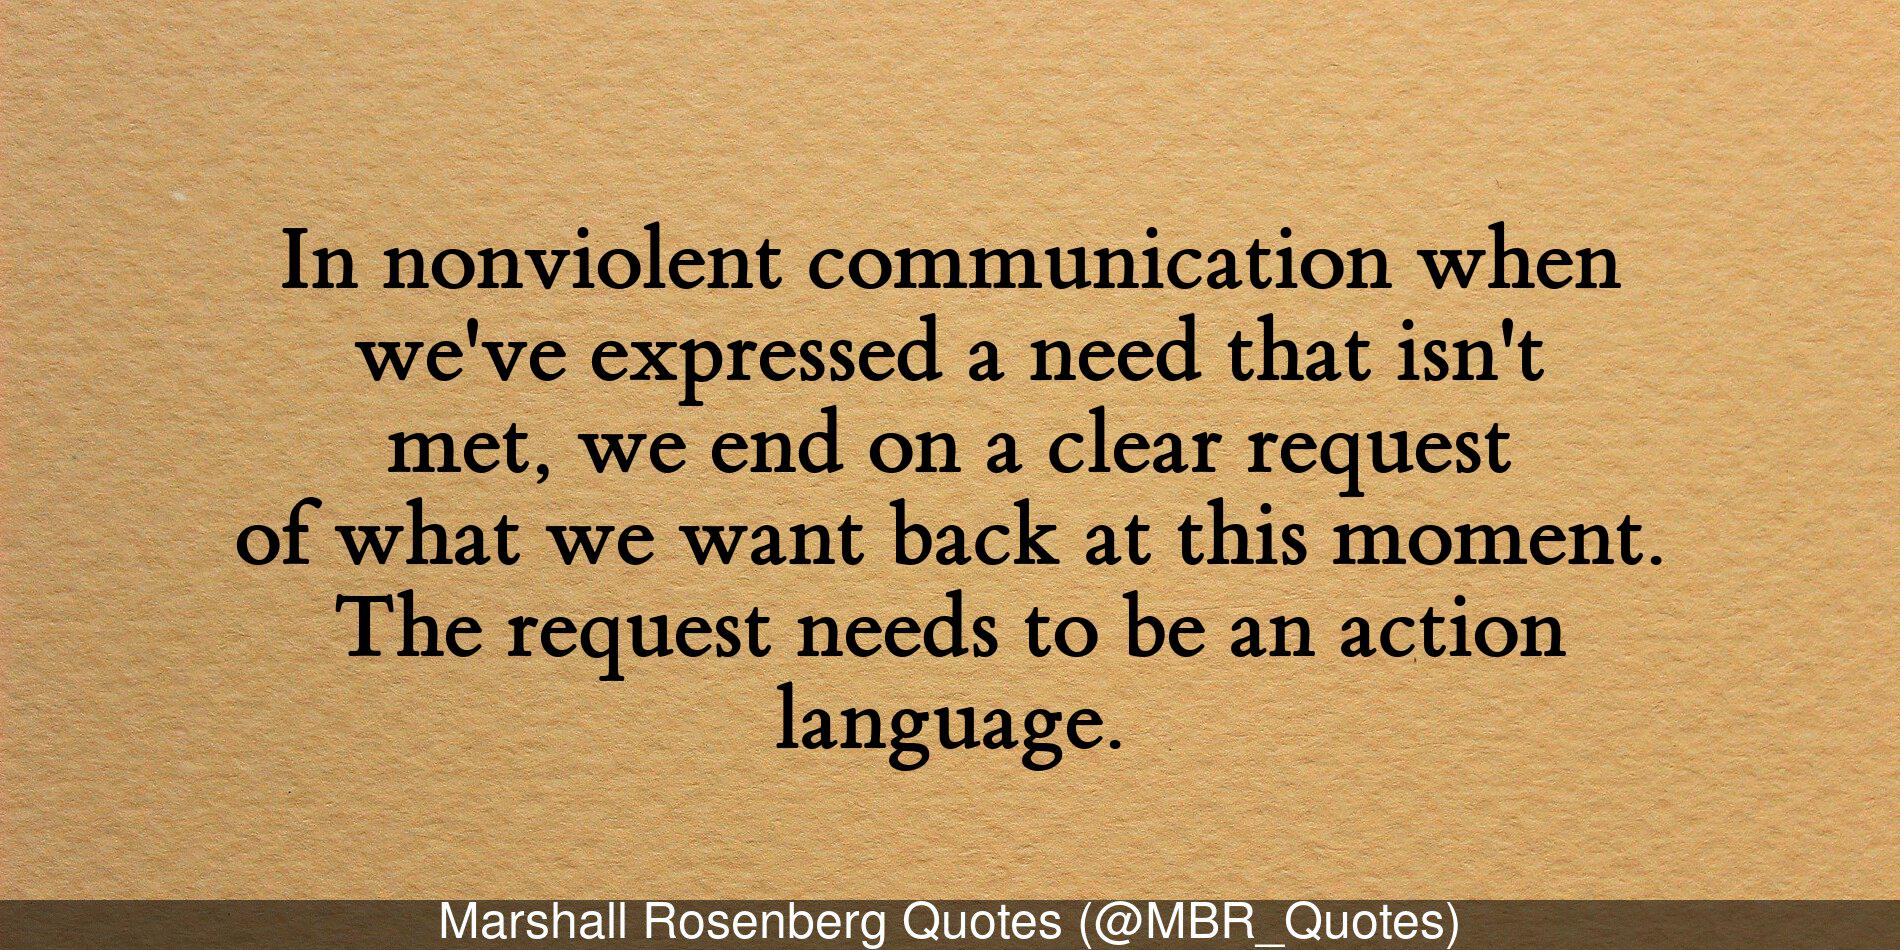 In nonviolent communication when
we've expressed a need that isn't
met, we end on a clear request
of what we want back at this moment.
The request needs to be an action
language.
Marshall Rosenberg Quotes (@MBR_Quotes)